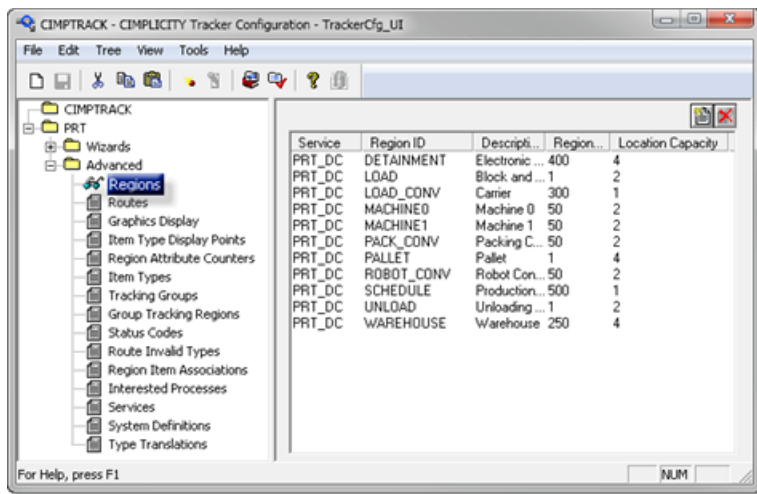 CIMPTRACK - CIMPLICITY Tracker Configuration - TrackerCfg_UI
File Edit Tree View Tools Help
CIMPTRACK
PRT
Wizards
Advanced
Regions
Routes
Graphics Display
Item Type Display Points
Region Attribute Counters
Item Types
Tracking Groups
Group Tracking Regions
Status Codes
Route Invalid Types
Region Item Associations
Interested Processes
Services
System Definitions
Type Translations
Service Region ID Descripti... Region... Location Capacity
PRT_DC DETAINMENT Electronic ... 400 4
PRT_DC LOAD Block and ... 1 2
PRT_DC LOAD_CONV Carrier 300 1
PRT_DC MACHINE0 Machine 0 50 2
PRT_DC MACHINE1 Machine 1 50 2
PRT_DC PACK_CONV Packing C... 50 2
PRT_DC PALLET Pallet 1 4
PRT_DC ROBOT_CONV Robot Con... 50 2
PRT_DC SCHEDULE Production... 500 1
PRT_DC UNLOAD Unloading ... 1 2
PRT_DC WAREHOUSE Warehouse 250 4
For Help, press F1
NUM